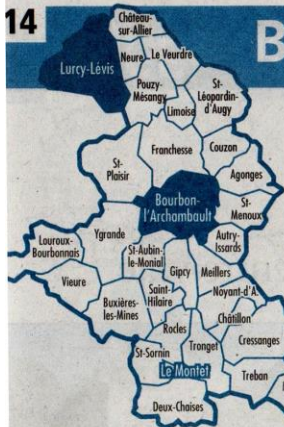 14
B
Château-
sur-Allier
Lurcy-Lévis
Neure
Le Veurdre
Pouzy-
Mésangy
Limoise
St-
Léopardin-
d'Augy
Franchesse
Couzon
St-
Plaisir
Agonges
Bourbon-
l'Archambault
St-
Menoux
Autry-
Issards
Ygrande
Louroux-
Bourbonnais
St-Aubin-
le-Monial
Gipcy
Meillers
Vieure
Buxières-
les-Mines
Saint-
Hilaire
Noyant-d'A.
Châtillon
Rocles
Cressanges
St-Sornin
Tronget
Le Montet
Treban
Deux-Chaises